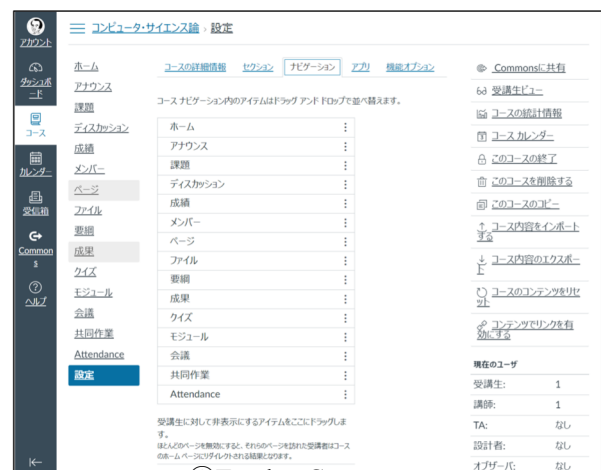 コンピュータ・サイエンス論 › 設定
アカウント
ダッシュボ
ード
コース
カレンダー
受信箱
Common
s
ヘルプ
ホーム
アナウンス
課題
ディスカッション
成績
メンバー
ページ
ファイル
要綱
成果
クイズ
モジュール
会議
共同作業
Attendance
設定
コースの詳細情報 セクション ナビゲーション アプリ 機能オプション
コース ナビゲーション内のアイテムはドラッグ アンド ドロップで並べ替えます。
ホーム
アナウンス
課題
ディスカッション
成績
メンバー
ページ
ファイル
要綱
成果
クイズ
モジュール
会議
共同作業
Attendance
受講生に対して非表示にするアイテムをここにドラッグしま
す。
ほとんどのページを無効にすると、それらのページを訪れた受講者はコース
のホーム ページにリダイレクトされる結果となります。
Commonsに共有
受講生ビュー
コースの統計情報
コース カレンダー
このコースの終了
このコースを削除する
このコースのコピー
コース内容をインポート
する
コース内容のエクスポー
ト
コースのコンテンツをリセ
ット
コンテンツでリンクを有
効にする
現在のユーザ
受講生: 1
講師: 1
TA: なし
設計者: なし
オブザーバ: なし